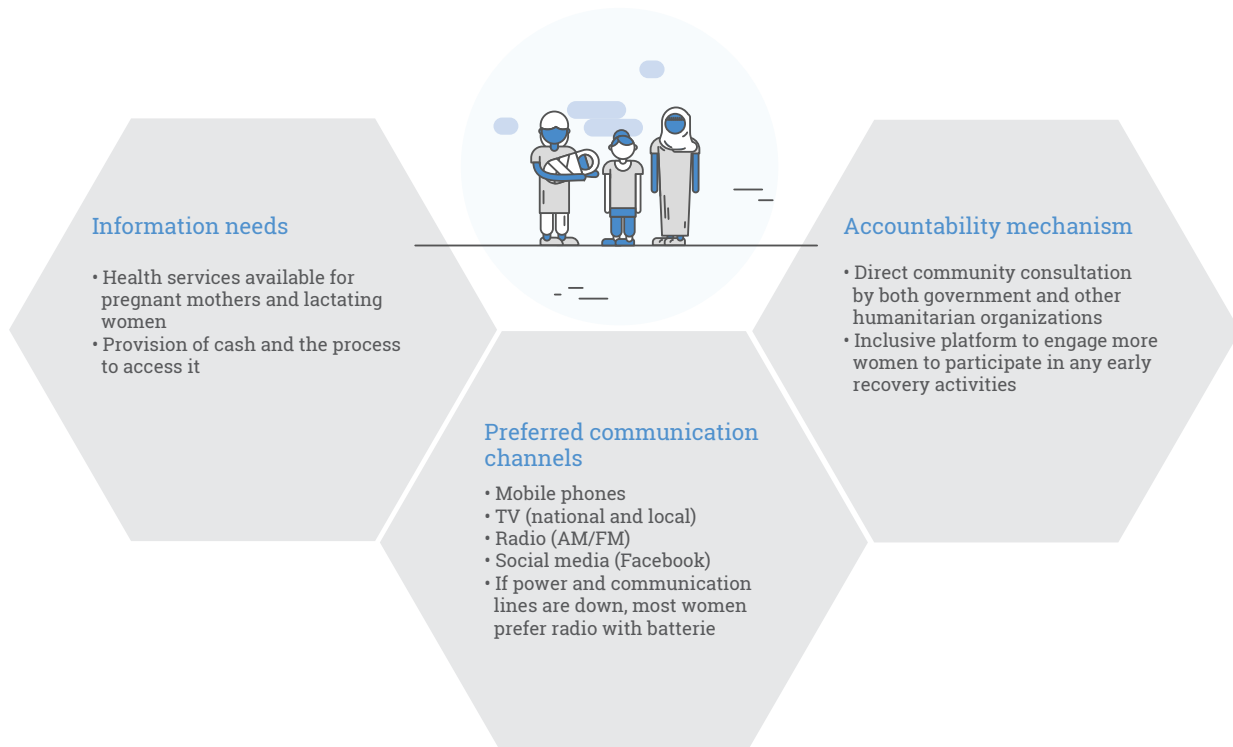 Information needs
• Health services available for
pregnant mothers and lactating
women
• Provision of cash and the process
to access it
Preferred communication
channels
• Mobile phones
• TV (national and local)
• Radio (AM/FM)
• Social media (Facebook)
• If power and communication
lines are down, most women
prefer radio with batterie
Accountability mechanism
• Direct community consultation
by both government and other
humanitarian organizations
• Inclusive platform to engage more
women to participate in any early
recovery activities